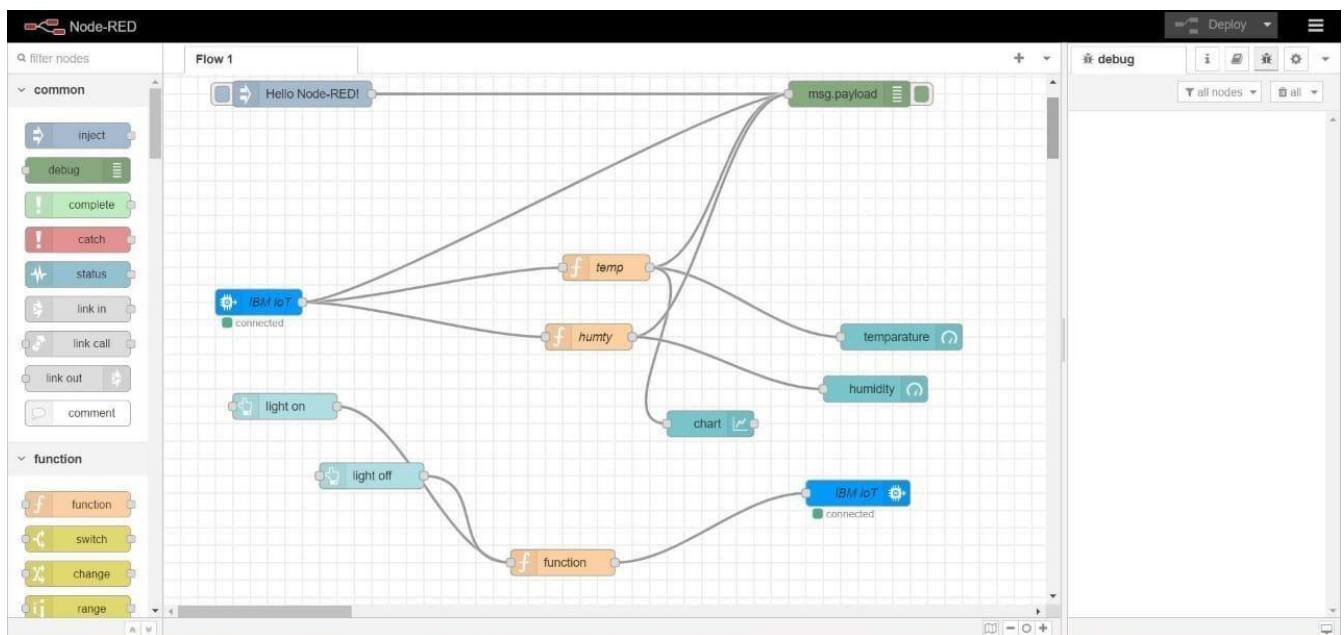 Node-RED
Deploy
filter nodes
Flow 1
debug
i
all nodes
all
common
inject
debug
complete
catch
status
link in
link call
link out
comment
function
function
switch
change
range
Hello Node-RED!
msg.payload
temp
IBM IoT
connected
humty
temparature
humidity
light on
chart
light off
IBM IoT
connected
function